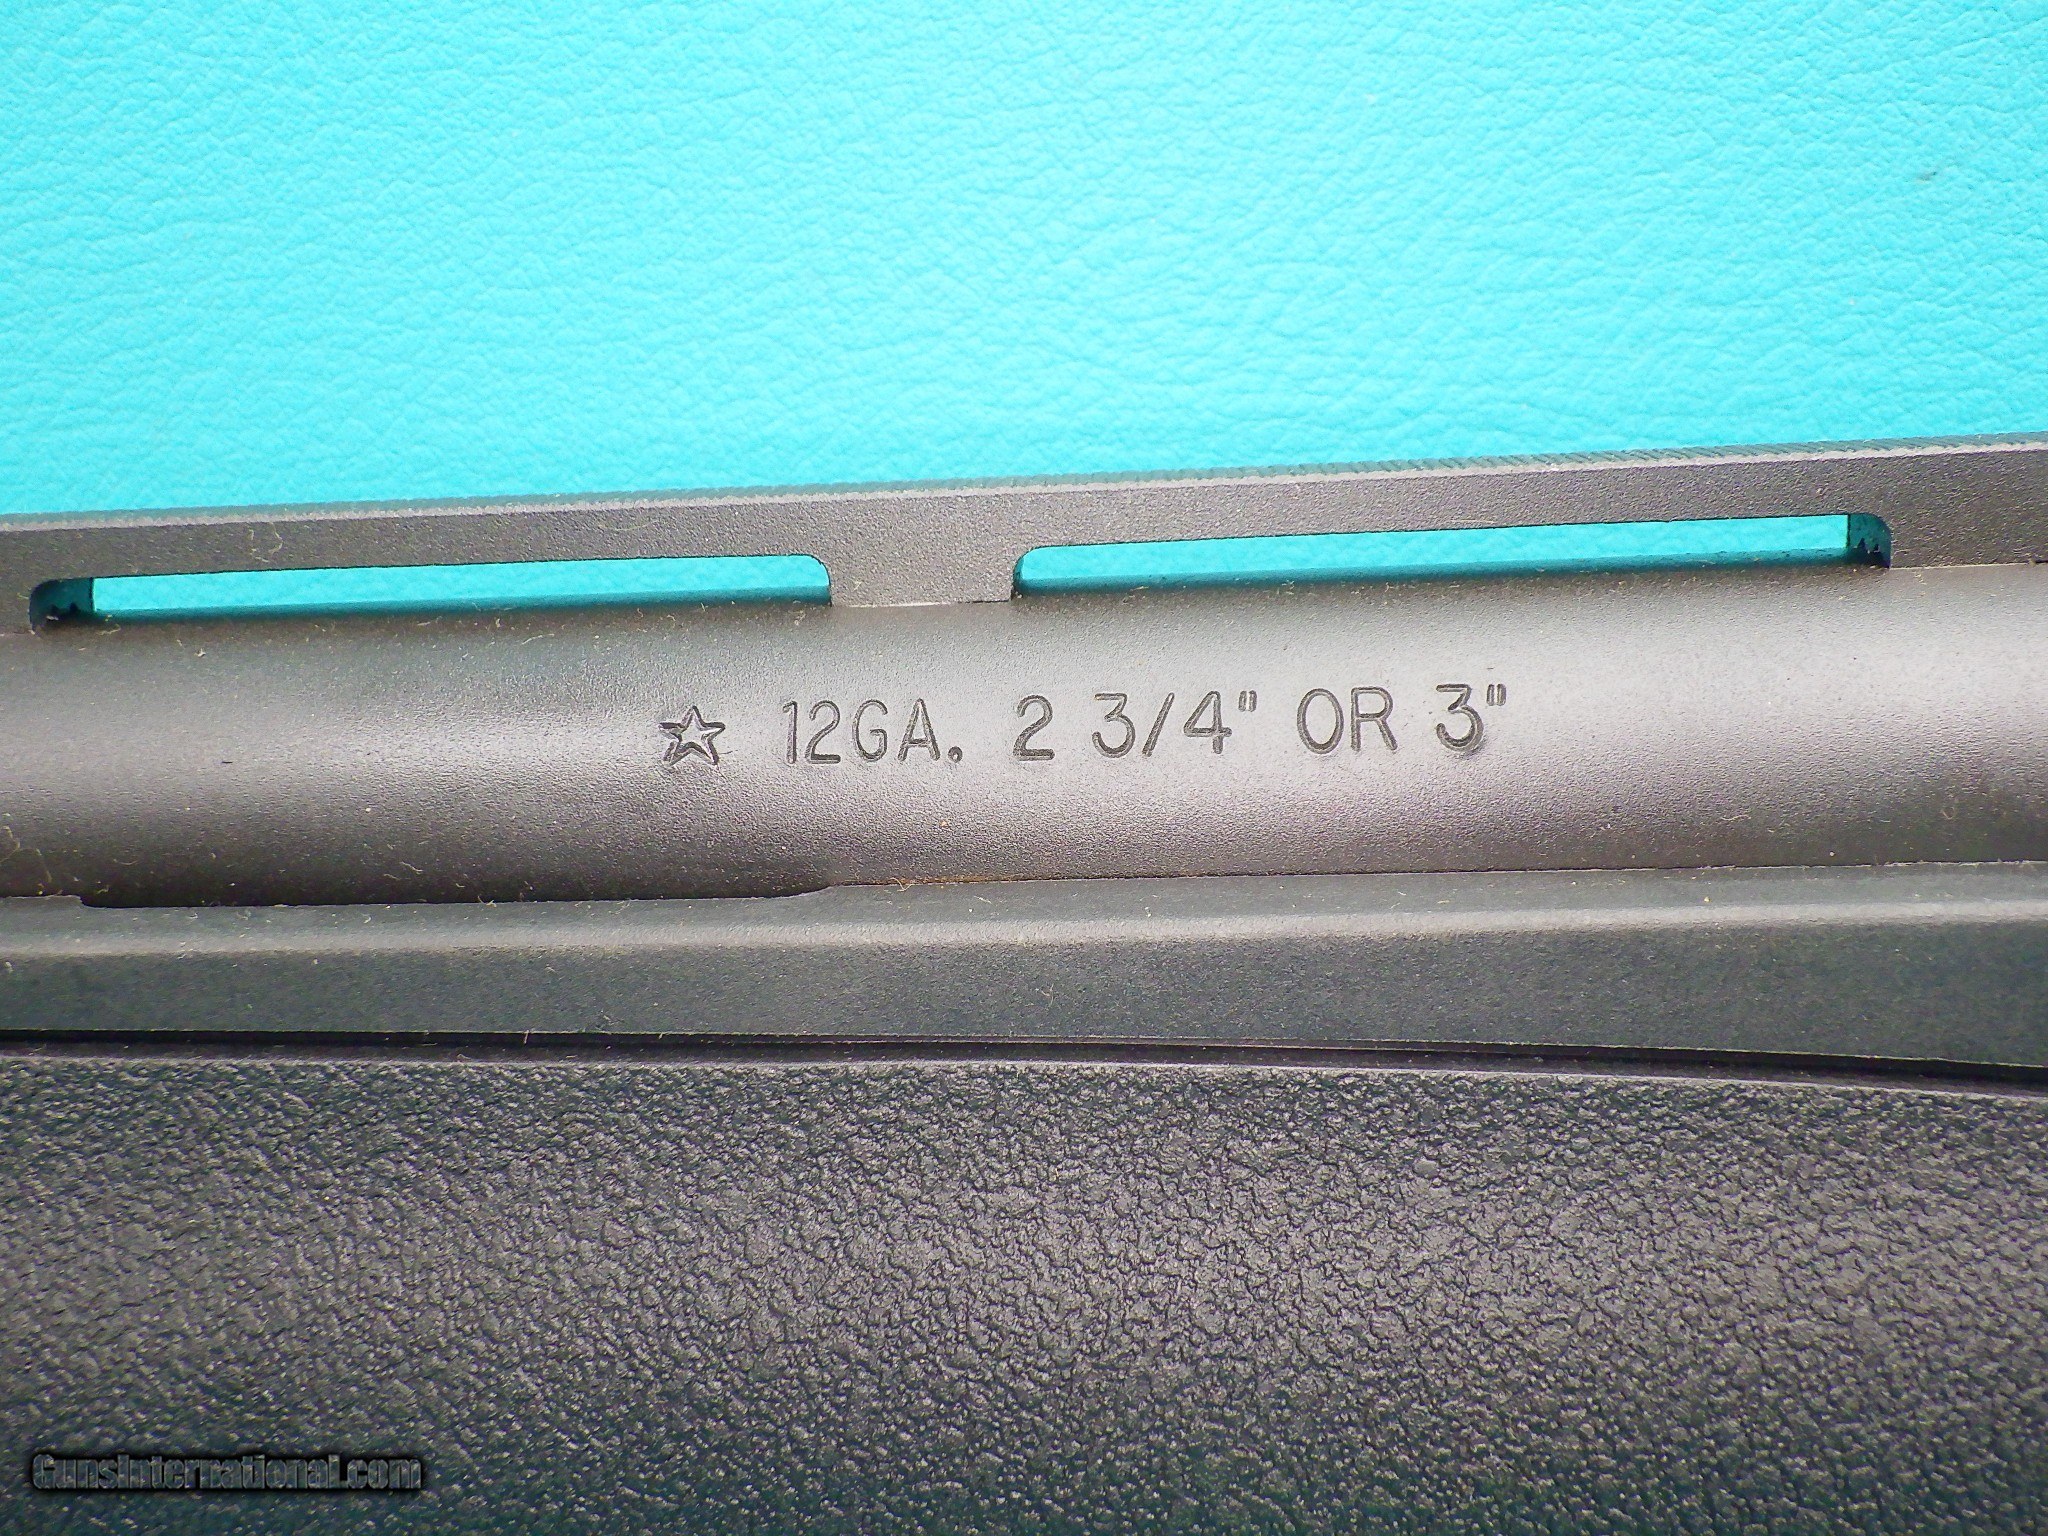 ☆ 12GA. 2 3/4" OR 3"
GunsInternational.com